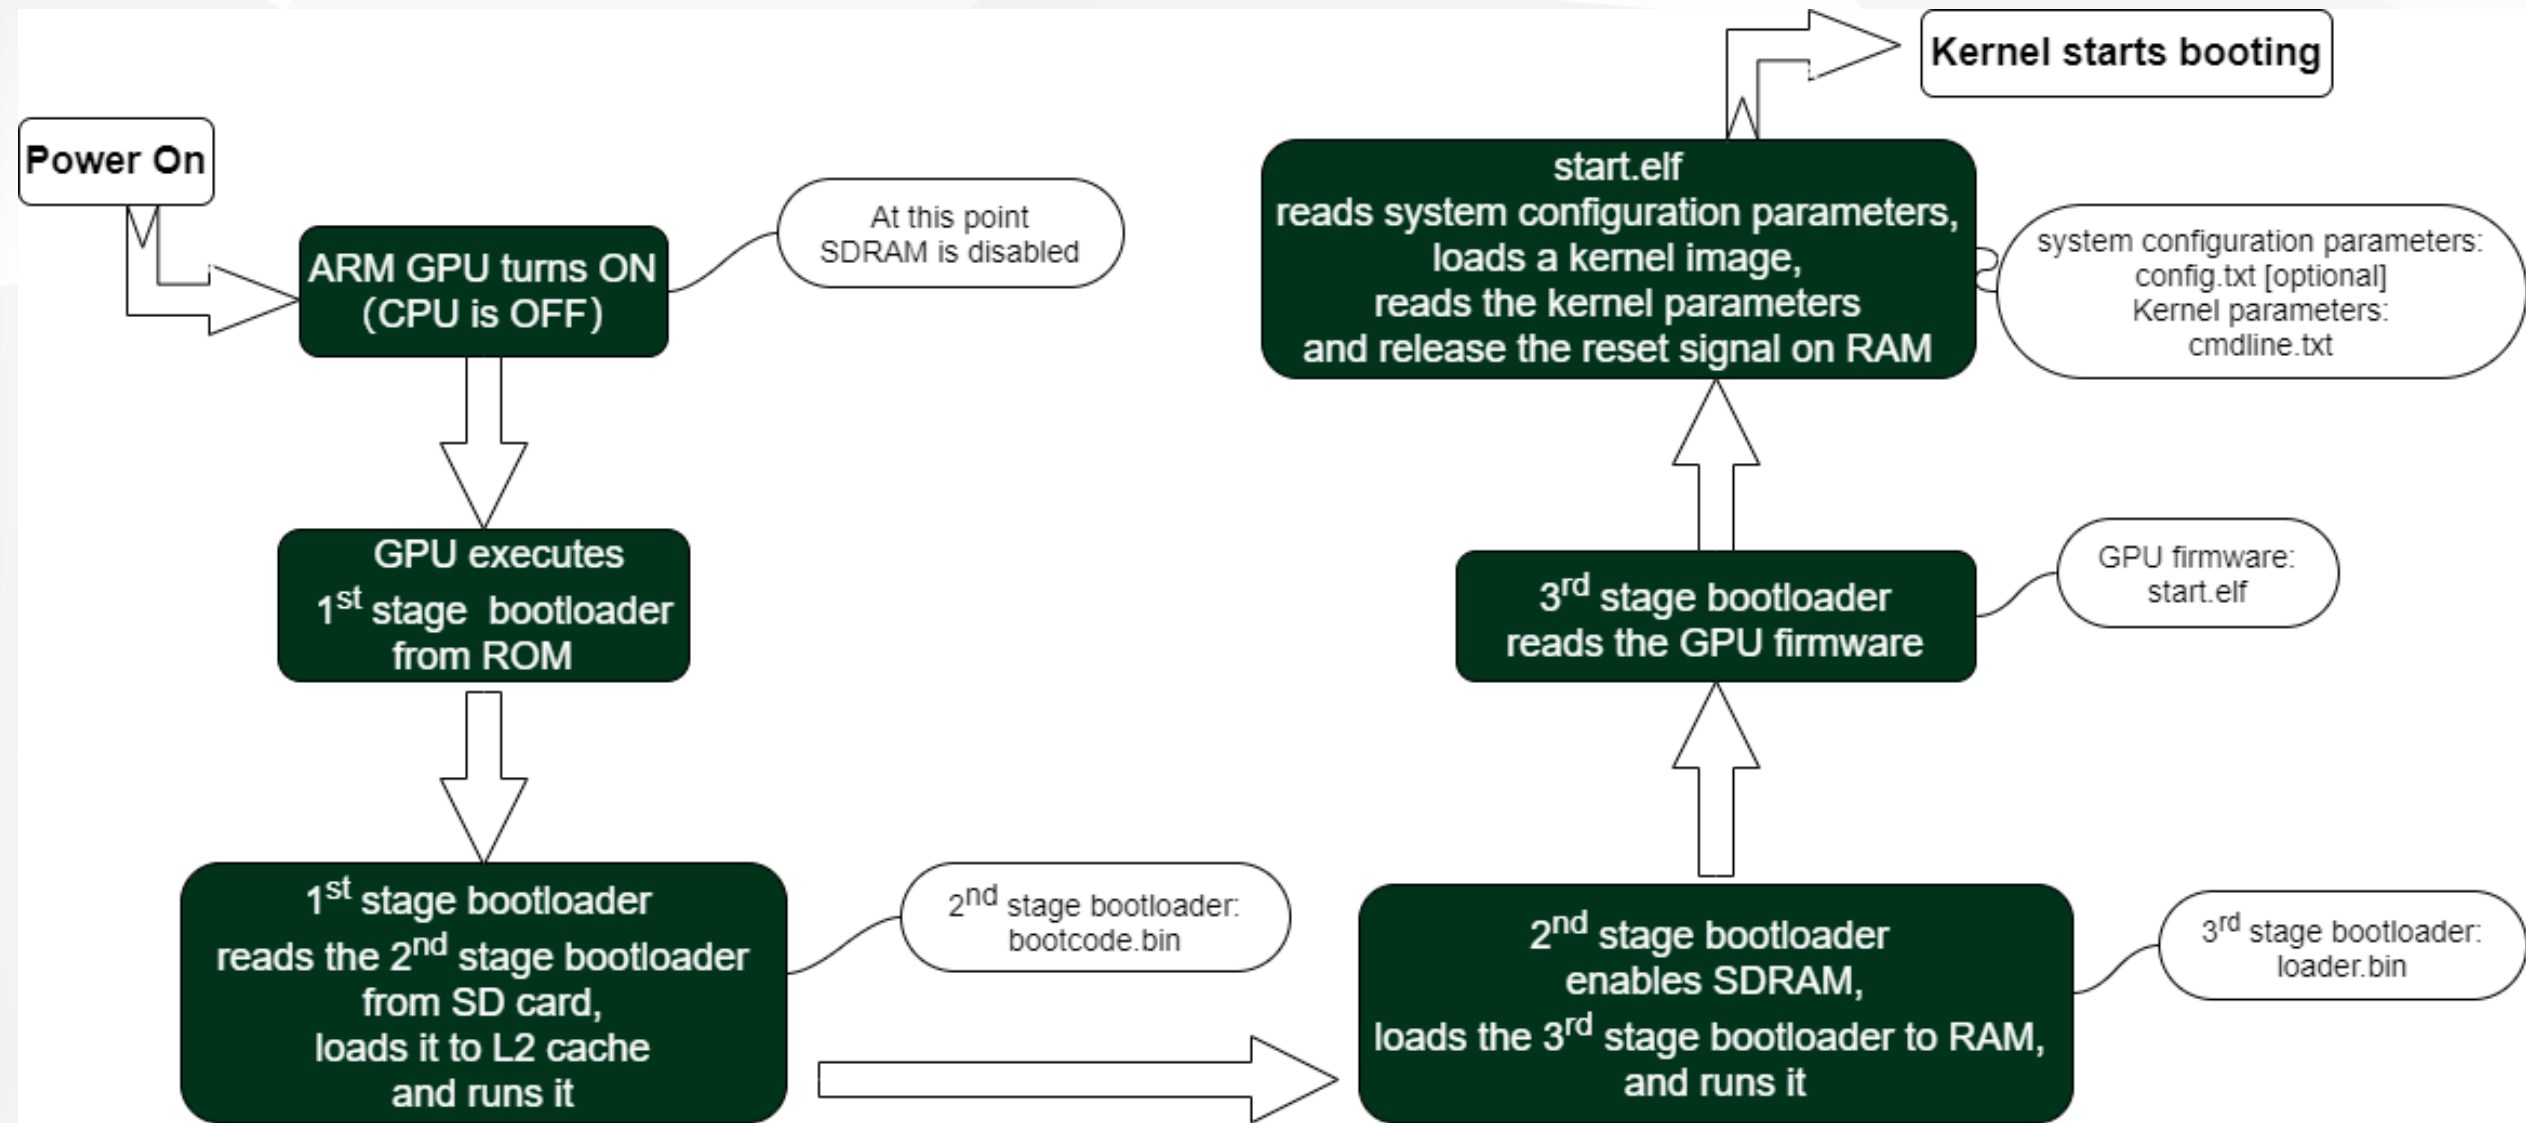 Power On
ARM GPU turns ON
(CPU is OFF)
At this point
SDRAM is disabled
GPU executes
1st stage bootloader
from ROM
1st stage bootloader
reads the 2nd stage bootloader
from SD card,
loads it to L2 cache
and runs it
2nd stage bootloader:
bootcode.bin
2nd stage bootloader
enables SDRAM,
loads the 3rd stage bootloader to RAM,
and runs it
3rd stage bootloader:
loader.bin
3rd stage bootloader
reads the GPU firmware
GPU firmware:
start.elf
start.elf
reads system configuration parameters,
loads a kernel image,
reads the kernel parameters
and release the reset signal on RAM
system configuration parameters:
config.txt [optional]
Kernel parameters:
cmdline.txt
Kernel starts booting